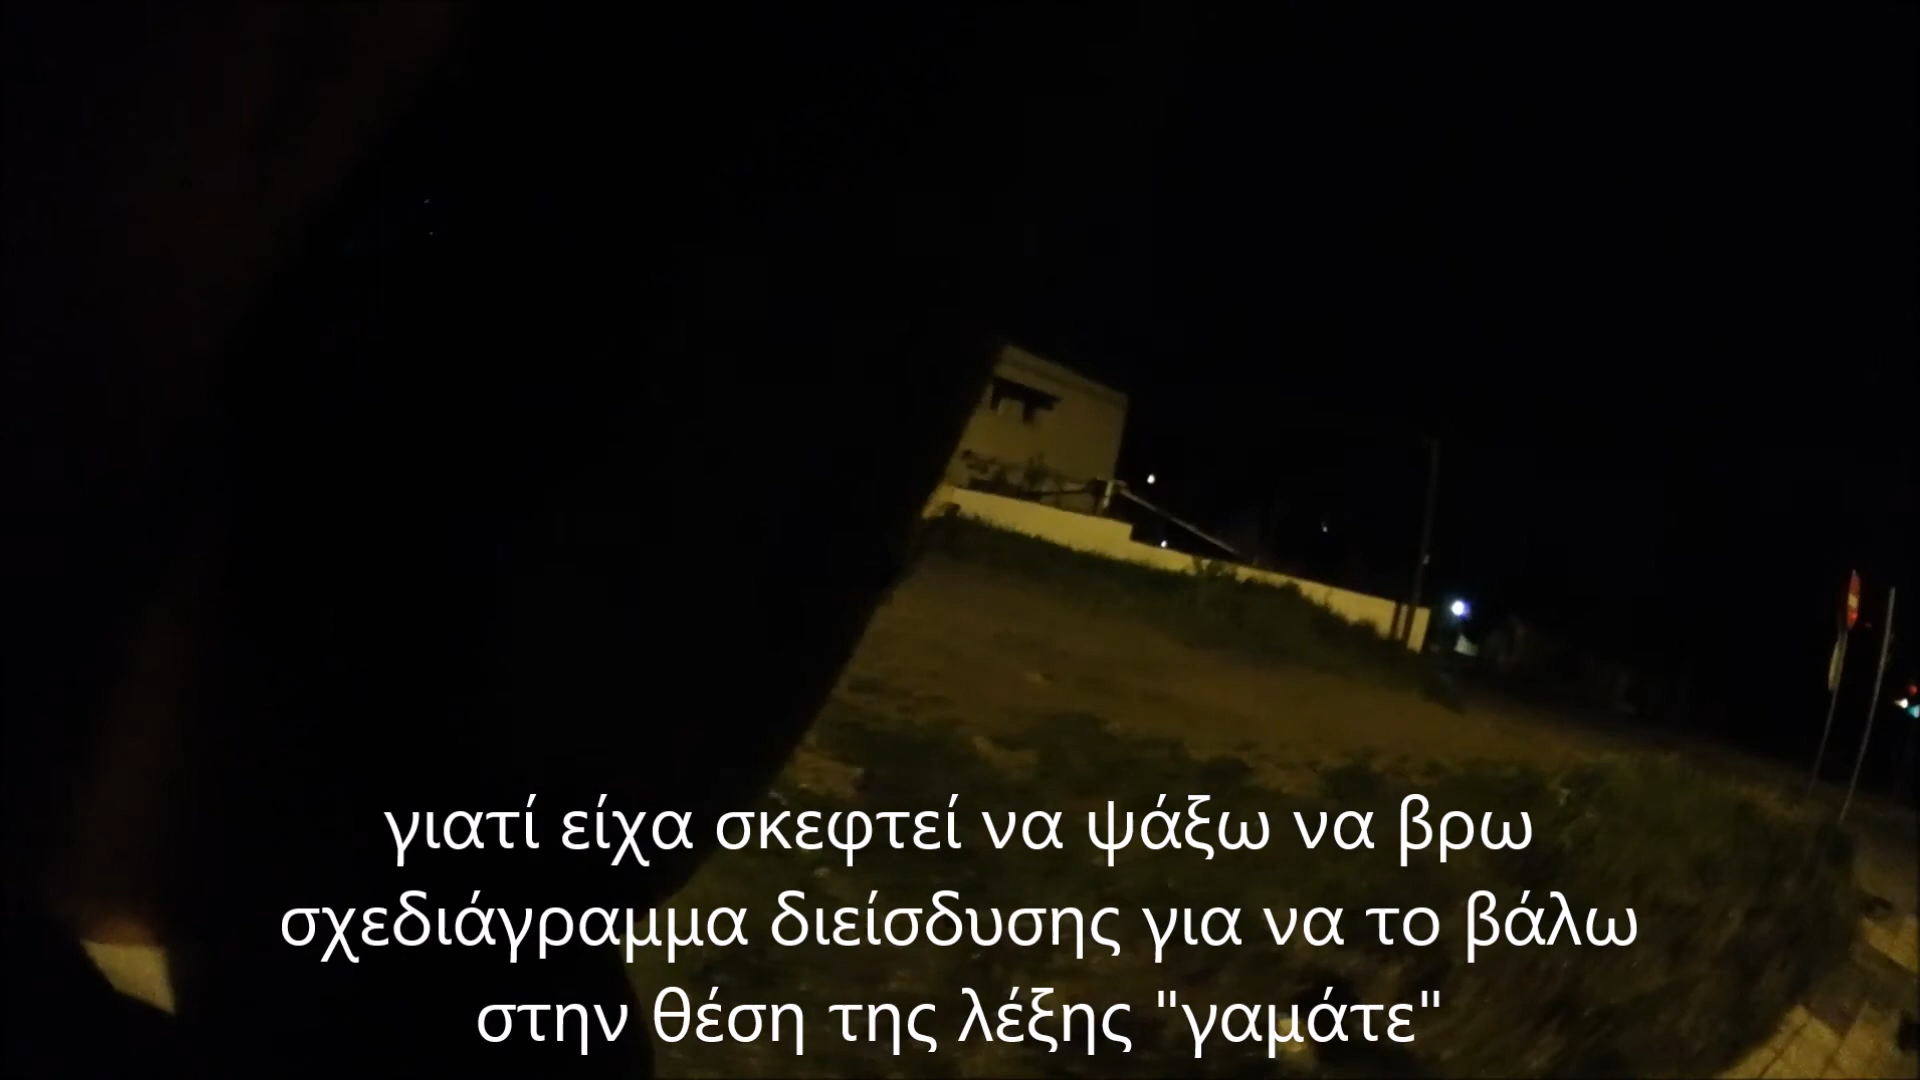 γιατί είχα σκεφτεί να ψάξω να βρω
σχεδιάγραμμα διείσδυσης για να το βάλω
στην θέση της λέξης "γαμάτε"